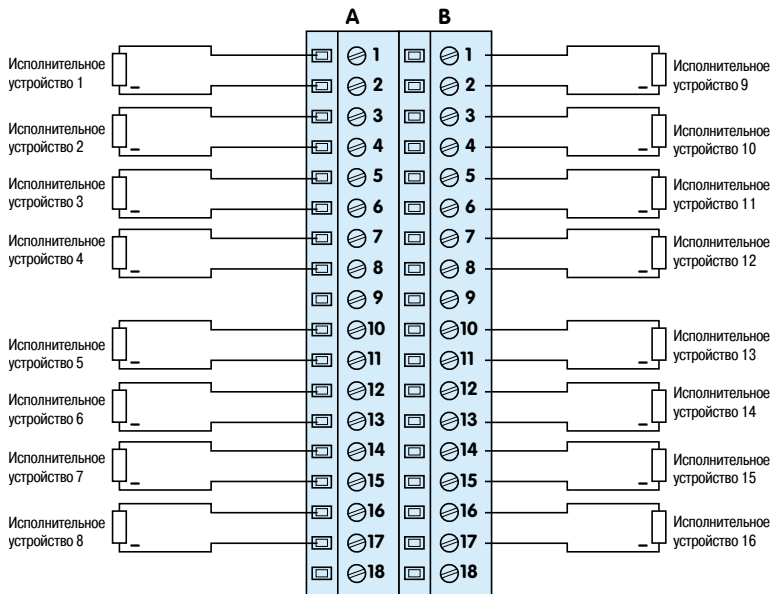 A B
Исполнительное
устройство 1
Исполнительное
устройство 2
Исполнительное
устройство 3
Исполнительное
устройство 4
Исполнительное
устройство 5
Исполнительное
устройство 6
Исполнительное
устройство 7
Исполнительное
устройство 8
1 1
2 2
3 3
4 4
5 5
6 6
7 7
8 8
9 9
10 10
11 11
12 12
13 13
14 14
15 15
16 16
17 17
18 18
Исполнительное
устройство 9
Исполнительное
устройство 10
Исполнительное
устройство 11
Исполнительное
устройство 12
Исполнительное
устройство 13
Исполнительное
устройство 14
Исполнительное
устройство 15
Исполнительное
устройство 16